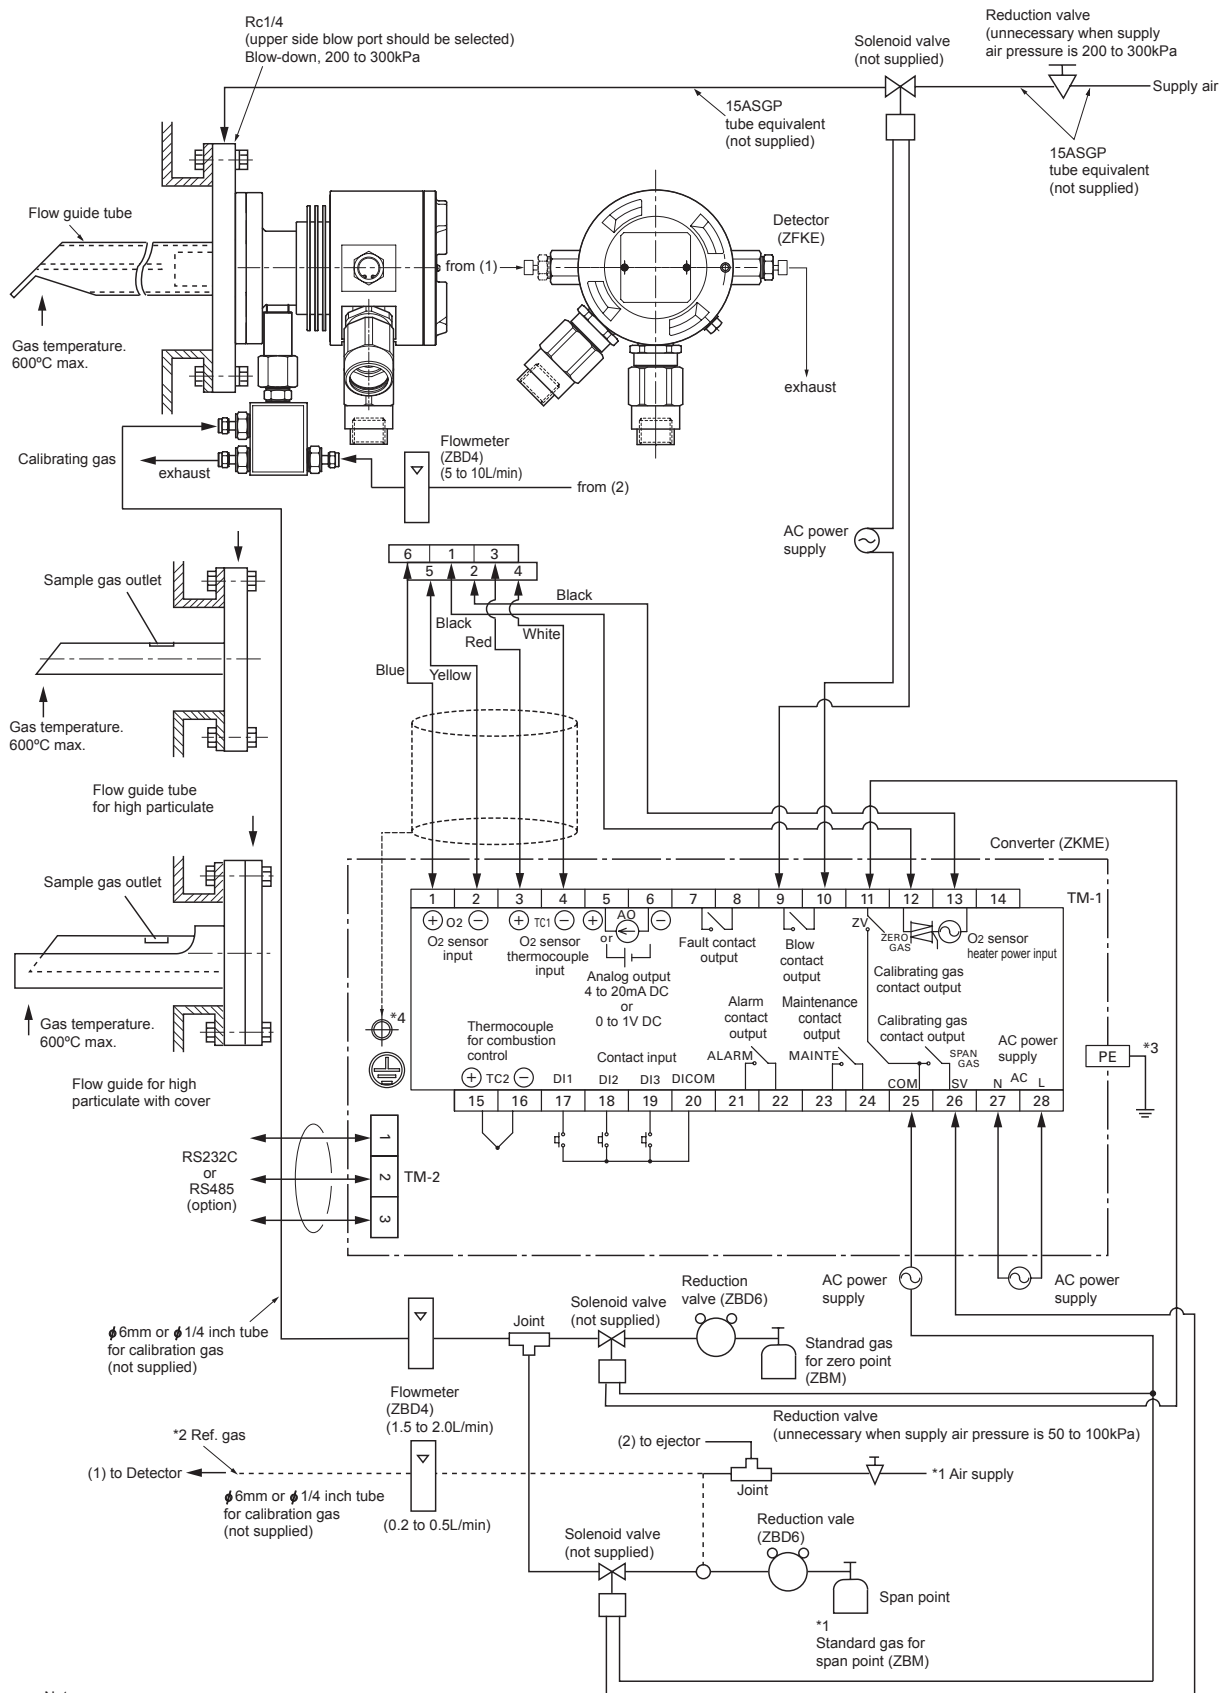 Rc1/4
(upper side blow port should be selected)
Blow-down, 200 to 300kPa
Solenoid valve
(not supplied)
Reduction valve
(unnecessary when supply
air pressure is 200 to 300kPa
Supply air
15ASGP
tube equivalent
(not supplied)
15ASGP
tube equivalent
(not supplied)
Flow guide tube
from (1)
Detector
(ZFKE)
Gas temperature.
600ºC max.
exhaust
Calibrating gas
exhaust
Flowmeter
(ZBD4)
(5 to 10L/min)
from (2)
AC power
supply
6 1 3
5 2 4
Black
Black
White
Red
Blue
Yellow
Sample gas outlet
Gas temperature.
600ºC max.
Flow guide tube
for high particulate
Converter (ZKME)
Sample gas outlet
Gas temperature.
600ºC max.
Flow guide for high
particulate with cover
1 2 3 4 5 6 7 8 9 10 11 12 13 14
TM-1
+ O2 −
O2 sensor
input
+ TC1 −
O2 sensor
thermocouple
input
+ AO −
or
Analog output
4 to 20mA DC
or
0 to 1V DC
Fault contact
output
Blow
contact
output
ZV
ZERO
GAS
O2 sensor
heater power input
Calibrating gas
contact output
*4
Thermocouple
for combustion
control
+ TC2 −
Contact input
DI1 DI2 DI3 DICOM
Alarm
contact
output
ALARM
Maintenance
contact
output
MAINTE
Calibrating gas
contact output
SPAN
GAS
COM SV
AC power
supply
N AC L
15 16 17 18 19 20 21 22 23 24 25 26 27 28
PE
*3
RS232C
or
RS485
(option)
1
2
3
TM-2
AC power
supply
AC power
supply
ϕ6mm or ϕ1/4 inch tube
for calibration gas
(not supplied)
Flowmeter
(ZBD4)
(1.5 to 2.0L/min)
Joint
Solenoid valve
(not supplied)
Reduction
valve (ZBD6)
Standrad gas
for zero point
(ZBM)
Reduction valve
(unnecessary when supply air pressure is 50 to 100kPa)
*2 Ref. gas
(1) to Detector
ϕ6mm or ϕ1/4 inch tube
for calibration gas
(not supplied)
(0.2 to 0.5L/min)
(2) to ejector
Joint
*1 Air supply
Solenoid valve
(not supplied)
Reduction vale
(ZBD6)
Span point
*1
Standard gas for
span point (ZBM)